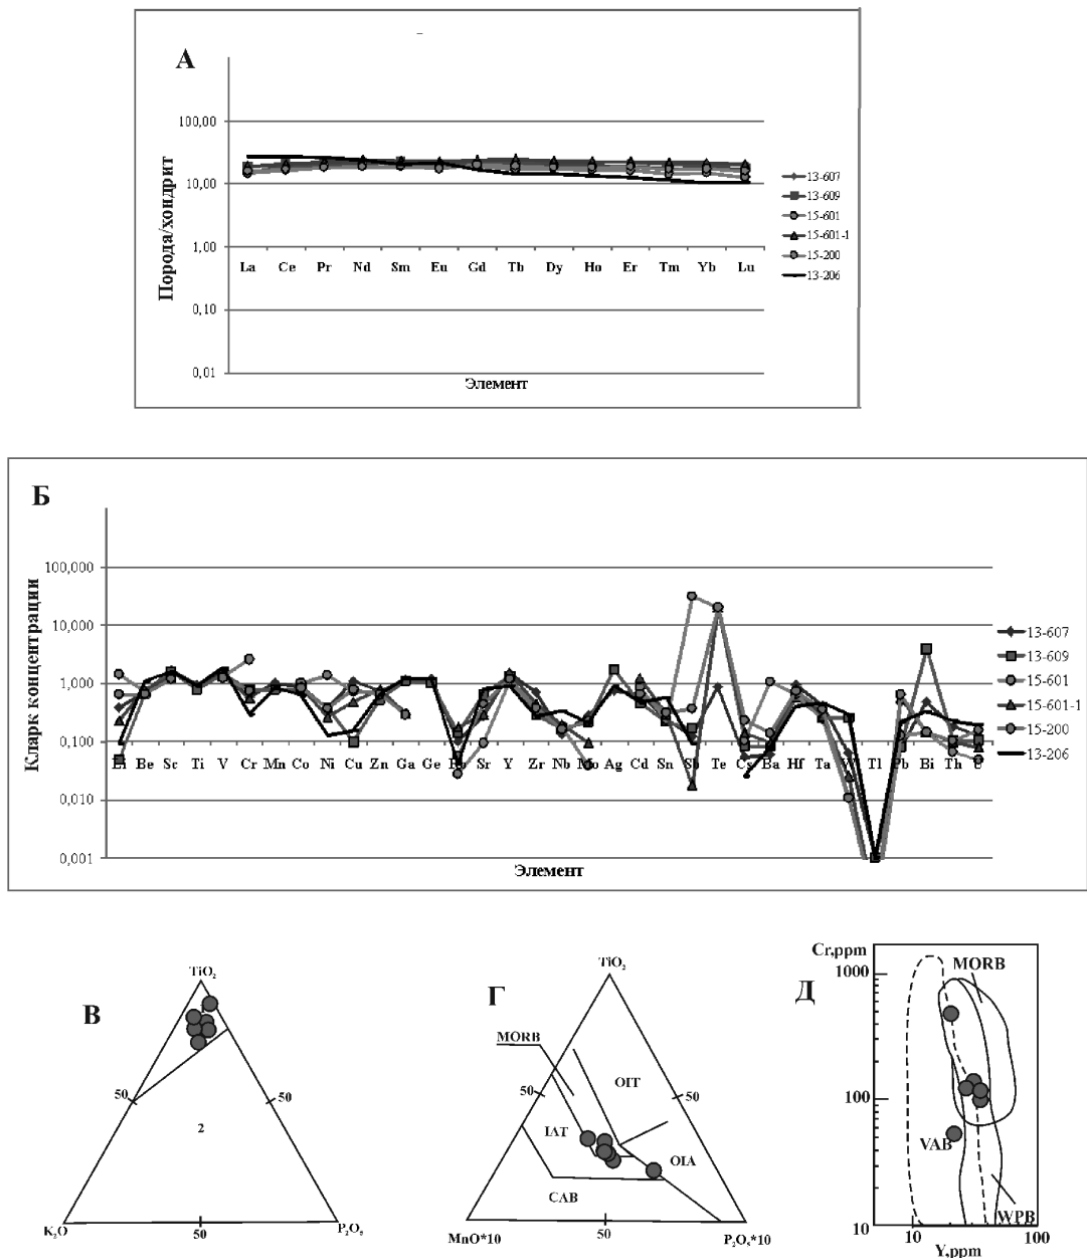 А
Порода/хондрит
100,00
10,00
1,00
0,10
0,01
La Ce Pr Nd Sm Eu Gd Tb Dy Ho Er Tm Yb Lu
Элемент
13-607
13-609
15-601
15-601-1
15-200
13-206
Б
Кларк концентрации
100,000
10,000
1,000
0,100
0,010
0,001
Li Be Sc Ti V Cr Mn Co Ni Cu Zn Ga Ge Sr Y Zr Nb Mo Ag Cd Sn Sb Te Cs Ba Hf Ta Tl Pb Bi Th U
Элемент
13-607
13-609
15-601
15-601-1
15-200
13-206
В
TiO₂
1
50
50
2
K₂O
50
P₂O₅
Г
TiO₂
MORB
50
OIT
50
IAT
OIA
CAB
MnO*10
50
P₂O₅*10
Д
Cr,ppm
1000
MORB
100
VAB
WPB
10
10
100
Y,ppm